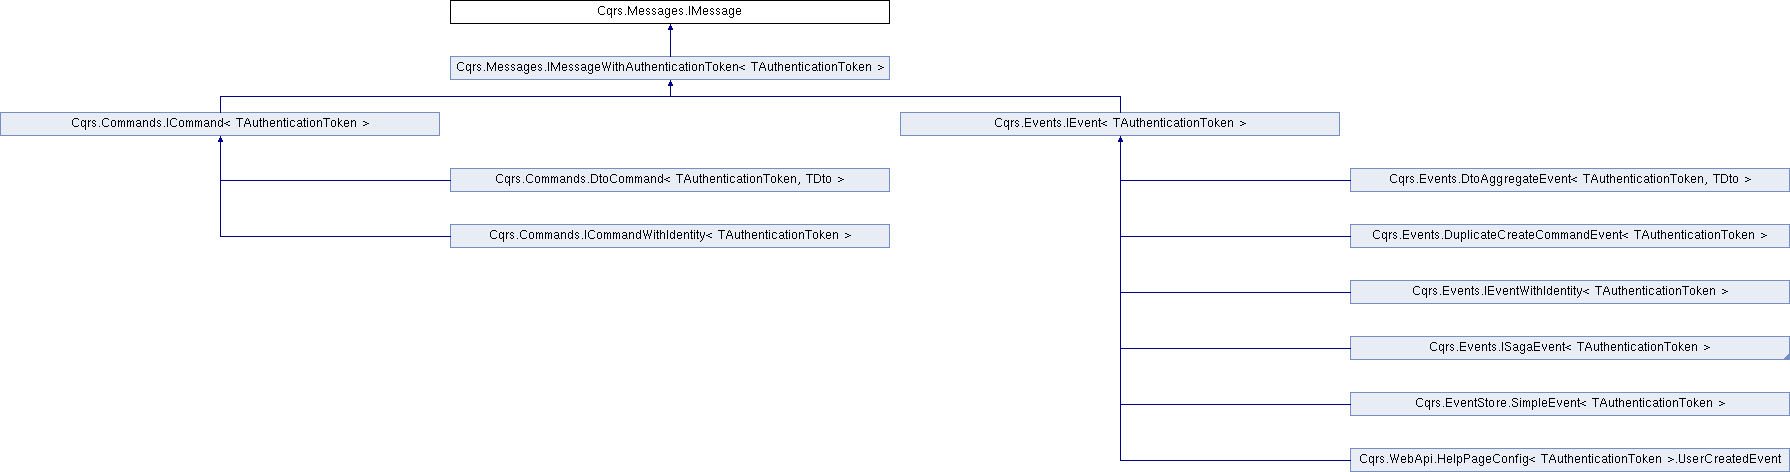 Cqrs.Messages.IMessage
Cqrs.Messages.IMessageWithAuthenticationToken< TAuthenticationToken >
Cqrs.Commands.ICommand< TAuthenticationToken >
Cqrs.Events.IEvent< TAuthenticationToken >
Cqrs.Commands.DtoCommand< TAuthenticationToken, TDto >
Cqrs.Events.DtoAggregateEvent< TAuthenticationToken, TDto >
Cqrs.Commands.ICommandWithIdentity< TAuthenticationToken >
Cqrs.Events.DuplicateCreateCommandEvent< TAuthenticationToken >
Cqrs.Events.IEventWithIdentity< TAuthenticationToken >
Cqrs.Events.ISagaEvent< TAuthenticationToken >
Cqrs.EventStore.SimpleEvent< TAuthenticationToken >
Cqrs.WebApi.HelpPageConfig< TAuthenticationToken >.UserCreatedEvent